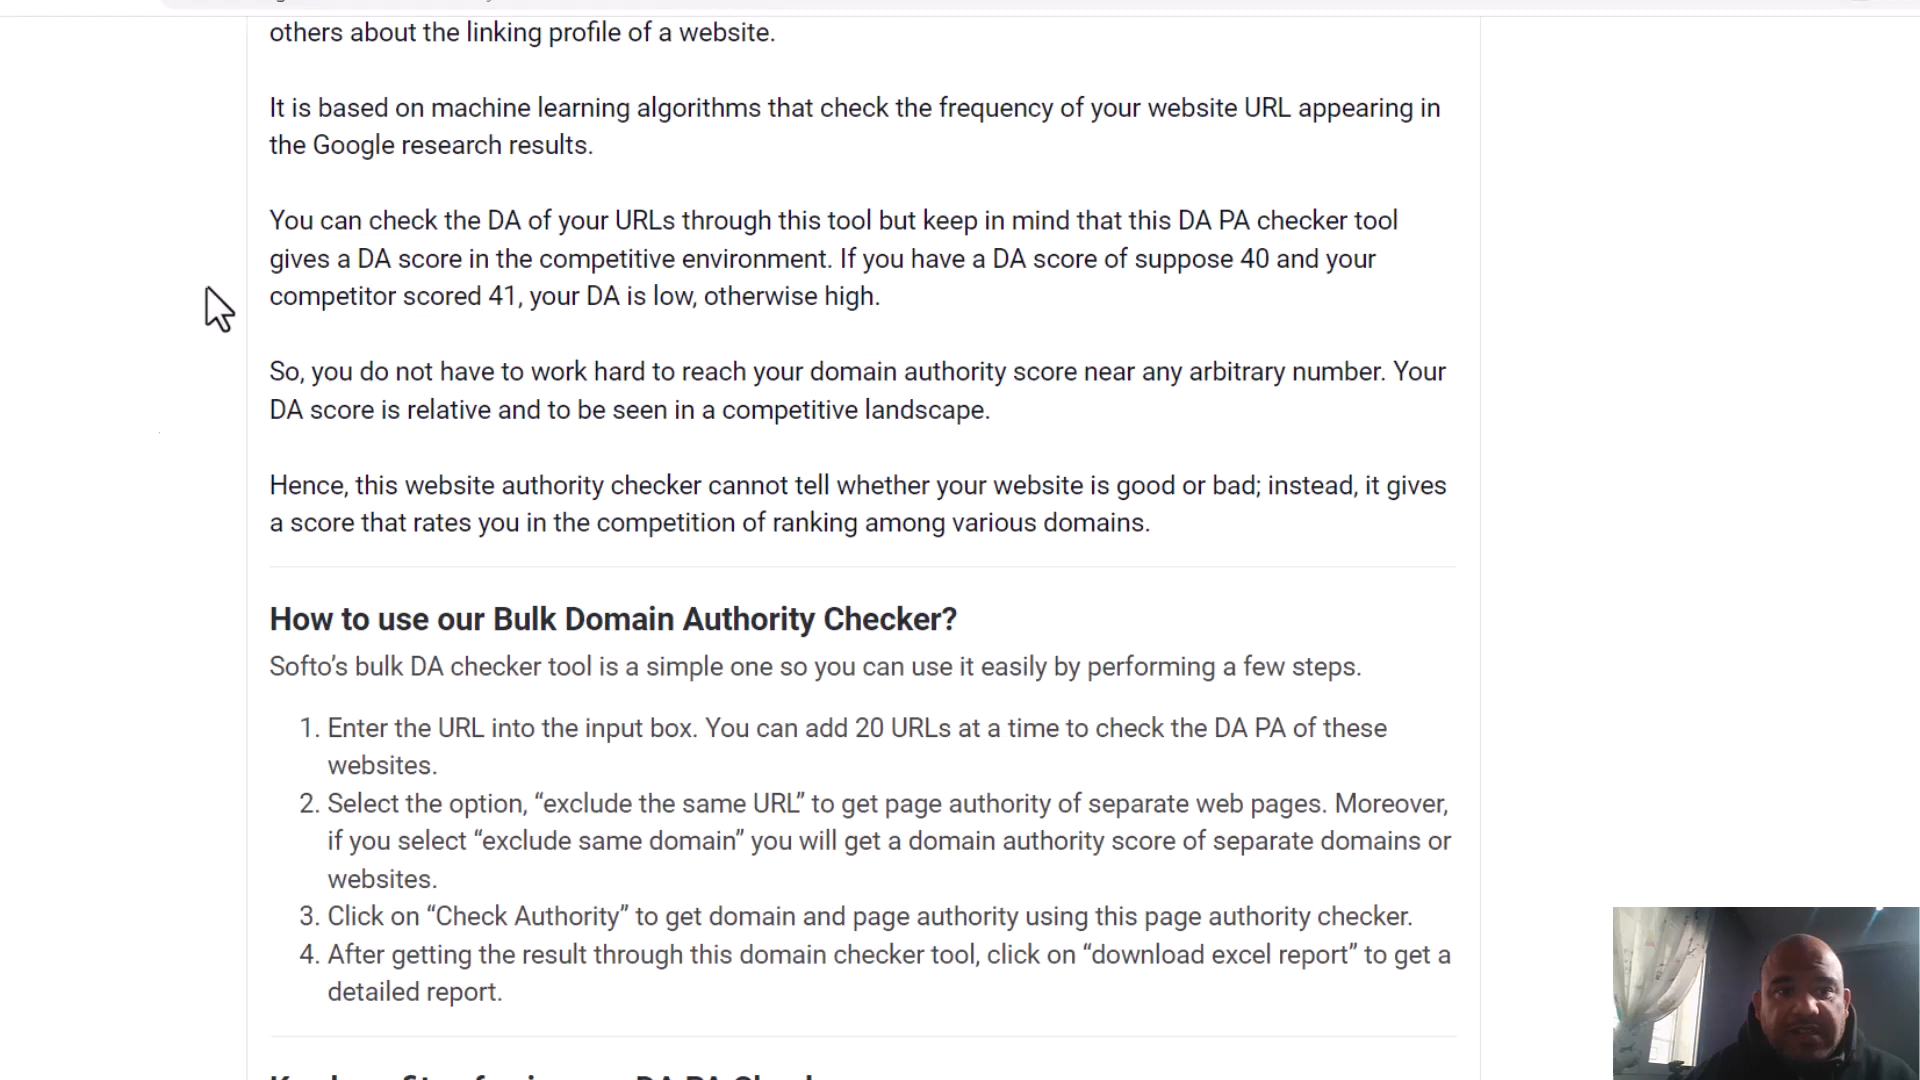 others about the linking profile of a website.
It is based on machine learning algorithms that check the frequency of your website URL appearing in
the Google research results.
You can check the DA of your URLs through this tool but keep in mind that this DA PA checker tool
gives a DA score in the competitive environment. If you have a DA score of suppose 40 and your
competitor scored 41, your DA is low, otherwise high.
So, you do not have to work hard to reach your domain authority score near any arbitrary number. Your
DA score is relative and to be seen in a competitive landscape.
Hence, this website authority checker cannot tell whether your website is good or bad; instead, it gives
a score that rates you in the competition of ranking among various domains.
How to use our Bulk Domain Authority Checker?
Softo’s bulk DA checker tool is a simple one so you can use it easily by performing a few steps.
1. Enter the URL into the input box. You can add 20 URLs at a time to check the DA PA of these
websites.
2. Select the option, “exclude the same URL” to get page authority of separate web pages. Moreover,
if you select “exclude same domain” you will get a domain authority score of separate domains or
websites.
3. Click on “Check Authority” to get domain and page authority using this page authority checker.
4. After getting the result through this domain checker tool, click on “download excel report” to get a
detailed report.